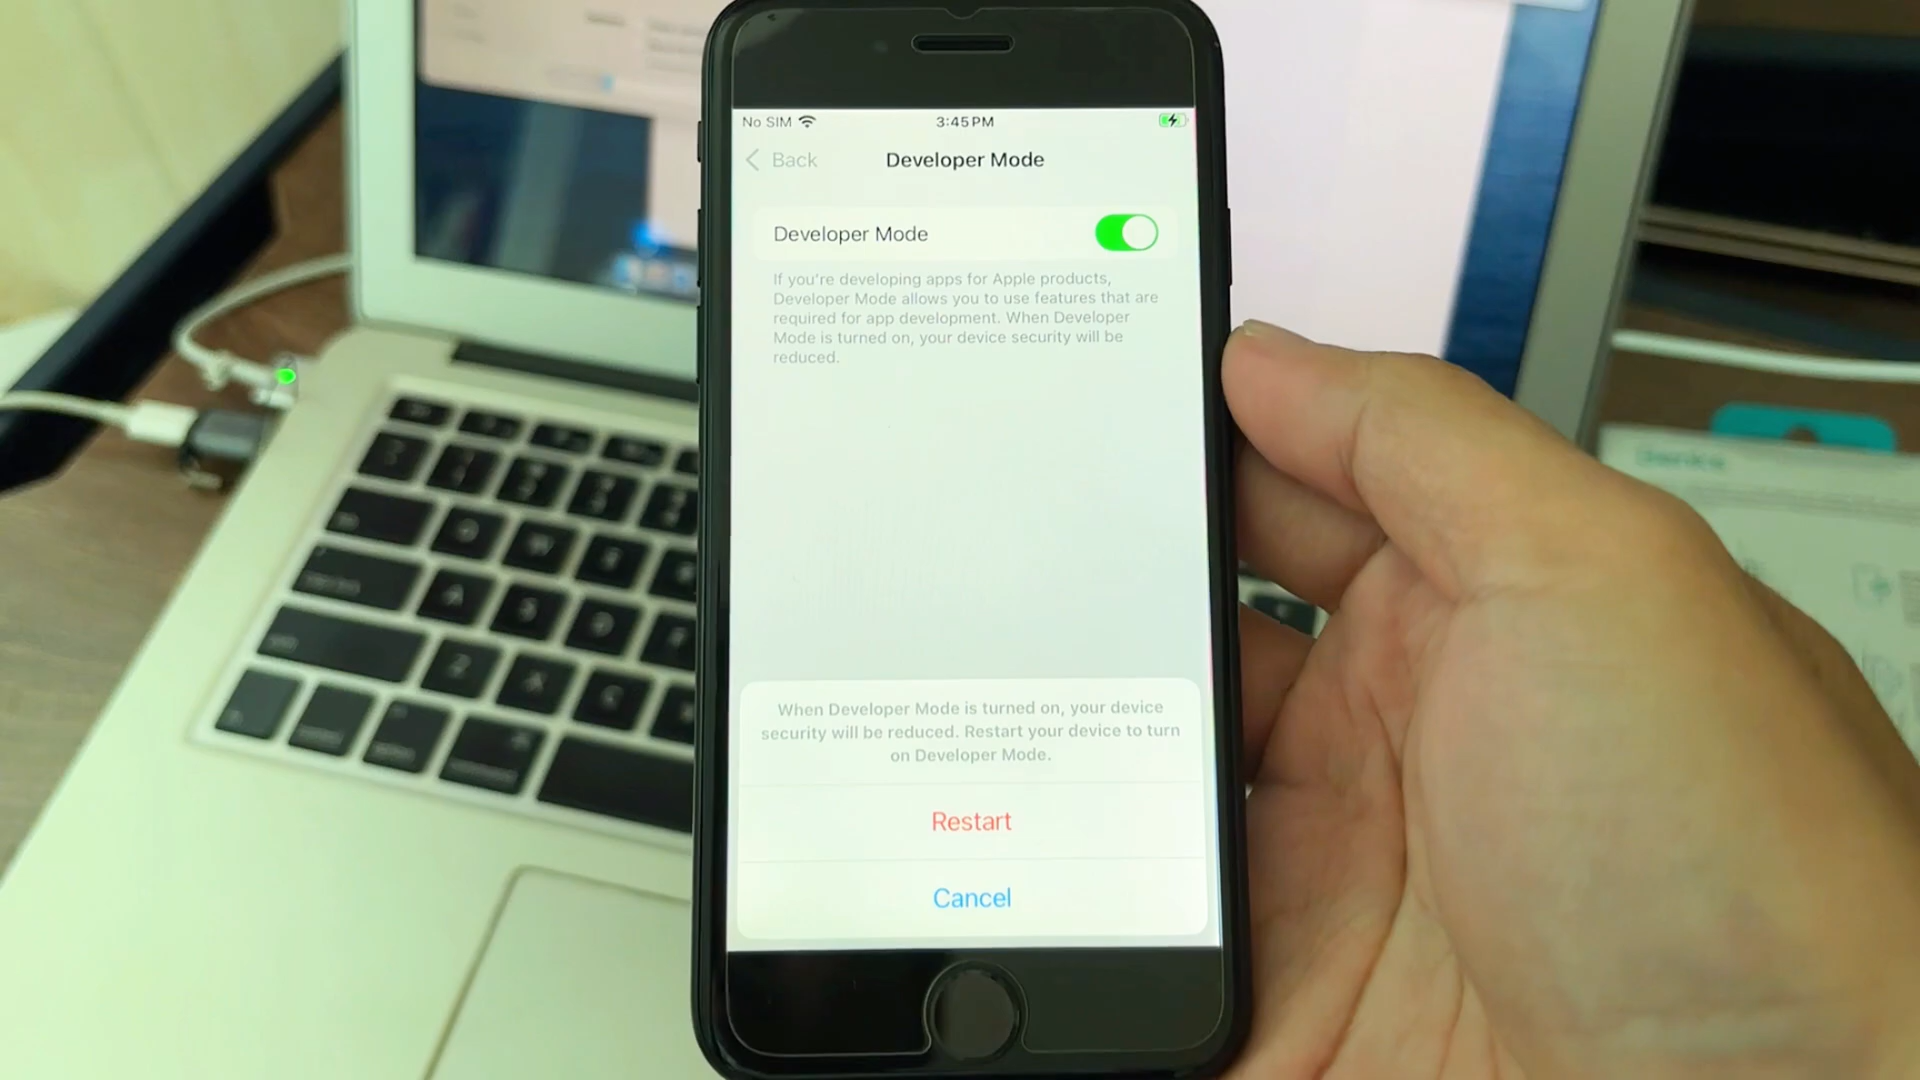 No SIM
3:45 PM
Back
Developer Mode
Developer Mode
If you're developing apps for Apple products,
Developer Mode allows you to use features that are
required for app development. When Developer
Mode is turned on, your device security will be
reduced.
When Developer Mode is turned on, your device
security will be reduced. Restart your device to turn
on Developer Mode.
Restart
Cancel